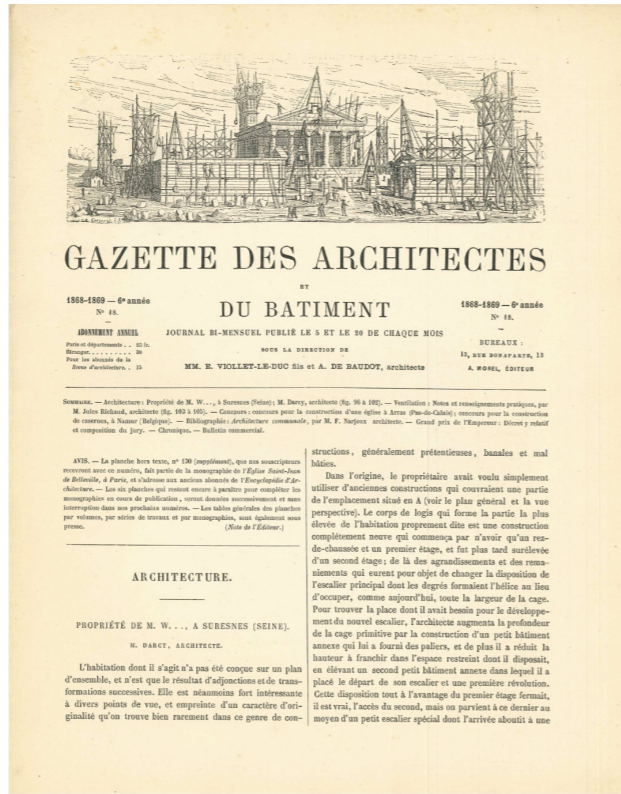 GAZETTE DES ARCHITECTES
ET
DU BATIMENT
1868-1869 — 6e année
N° 18.
ABONNEMENT ANNUEL
Paris et départements . . 25 fr.
Étranger. . . . . . . . . . 30
Pour les abonnés de la
Revue d'architecture. . 15
JOURNAL BI-MENSUEL PUBLIÉ LE 5 ET LE 20 DE CHAQUE MOIS
SOUS LA DIRECTION DE
MM. E. VIOLLET-LE-DUC fils et A. DE BAUDOT, architecte
1868-1869 — 6e année
N° 18.
BUREAUX :
13, RUE BONAPARTE, 13
A. MOREL, ÉDITEUR
SOMMAIRE. — Architecture : Propriété de M. W..., à Suresnes (Seine) ; M. Darcy, architecte (fig. 96 à 102). — Ventilation : Notes et renseignements pratiques, par
M. Jules Richaud, architecte (fig. 103 à 105). — Concours : concours pour la construction d'une église à Arras (Pas-de-Calais) ; concours pour la construction
de casernes, à Namur (Belgique). — Bibliographie : Architecture communale, par M. F. Narjoux architecte. — Grand prix de l'Empereur : Décret y relatif
et composition du jury. — Chronique. — Bulletin commercial.
AVIS. — La planche hors texte, n° 130 (supplément), que nos souscripteurs
recevront avec ce numéro, fait partie de la monographie de l'Église Saint-Jean
de Belleville, à Paris, et s'adresse aux anciens abonnés de l'Encyclopédie d'Ar-
chitecture. — Les six planches qui restent encore à paraître pour compléter les
monographies en cours de publication, seront données successivement et sans
interruption dans nos prochains numéros. — Les tables générales des planches
par volumes, par séries de travaux et par monographies, sont également sous
presse. (Note de l'Éditeur.)
ARCHITECTURE.
PROPRIÉTÉ DE M. W..., A SURESNES (SEINE).
M. DARCY, ARCHITECTE.
L'habitation dont il s'agit n'a pas été conçue sur un plan
d'ensemble, et n'est que le résultat d'adjonctions et de trans-
formations successives. Elle est néanmoins fort intéressante
à divers points de vue, et empreinte d'un caractère d'ori-
ginalité qu'on trouve bien rarement dans ce genre de con-
structions, généralement prétentieuses, banales et mal
bâties.
Dans l'origine, le propriétaire avait voulu simplement
utiliser d'anciennes constructions qui couvraient une partie
de l'emplacement situé en A (voir le plan général et la vue
perspective). Le corps de logis qui forme la partie la plus
élevée de l'habitation proprement dite est une construction
complétement neuve qui commença par n'avoir qu'un rez-
de-chaussée et un premier étage, et fut plus tard surélevée
d'un second étage ; de là des agrandissements et des rema-
niements qui eurent pour objet de changer la disposition de
l'escalier principal dont les degrés formaient l'hélice au lieu
d'occuper, comme aujourd'hui, toute la largeur de la cage.
Pour trouver la place dont il avait besoin pour le développe-
ment du nouvel escalier, l'architecte augmenta la profondeur
de la cage primitive par la construction d'un petit bâtiment
annexe qui lui a fourni des paliers, et de plus il a réduit la
hauteur à franchir dans l'espace restreint dont il disposait,
en élevant un second petit bâtiment annexe dans lequel il a
placé le départ de son escalier et une première révolution.
Cette disposition tout à l'avantage du premier étage fermait,
il est vrai, l'accès du second, mais on parvient à ce dernier au
moyen d'un petit escalier spécial dont l'arrivée aboutit à une